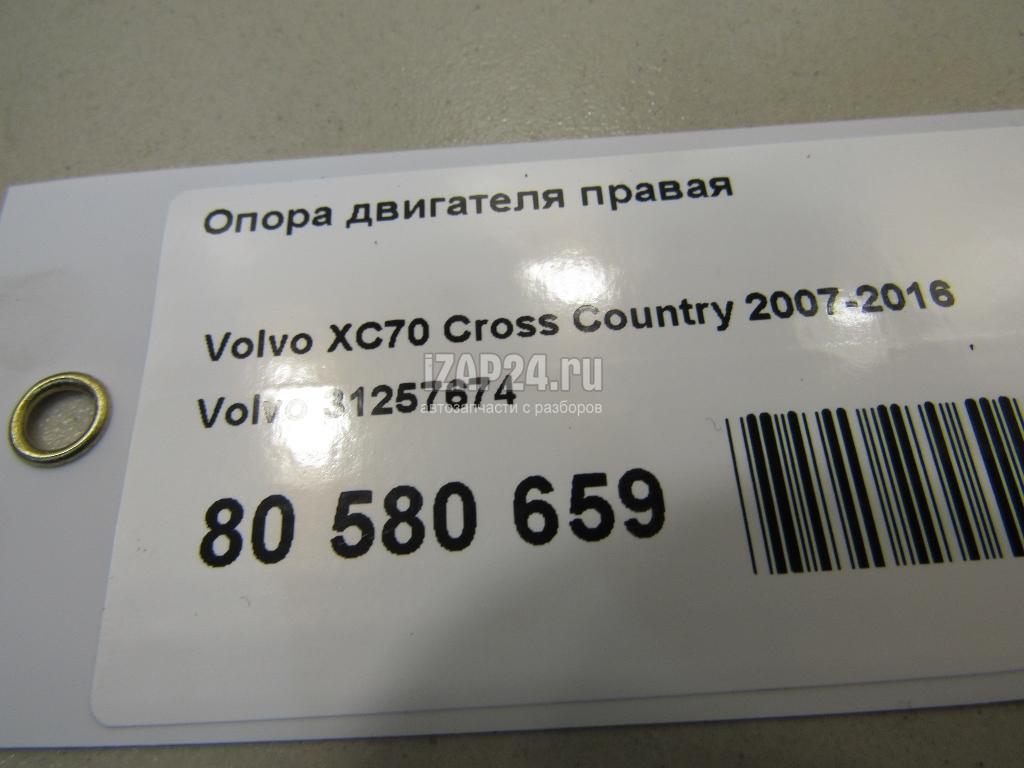 Опора двигателя правая
Volvo XC70 Cross Country 2007-2016
iZAP24.ru
Volvo 31257674
автозапчасти с разборов
80 580 659